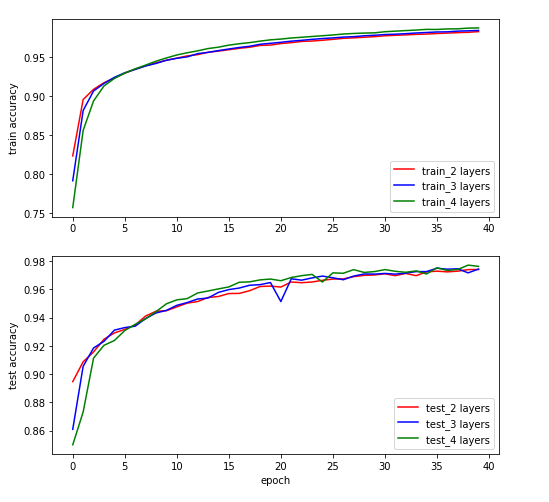 train accuracy
0.95
0.90
0.85
0.80
0.75
train_2 layers
train_3 layers
train_4 layers
0 5 10 15 20 25 30 35 40
test accuracy
0.98
0.96
0.94
0.92
0.90
0.88
0.86
test_2 layers
test_3 layers
test_4 layers
0 5 10 15 20 25 30 35 40
epoch